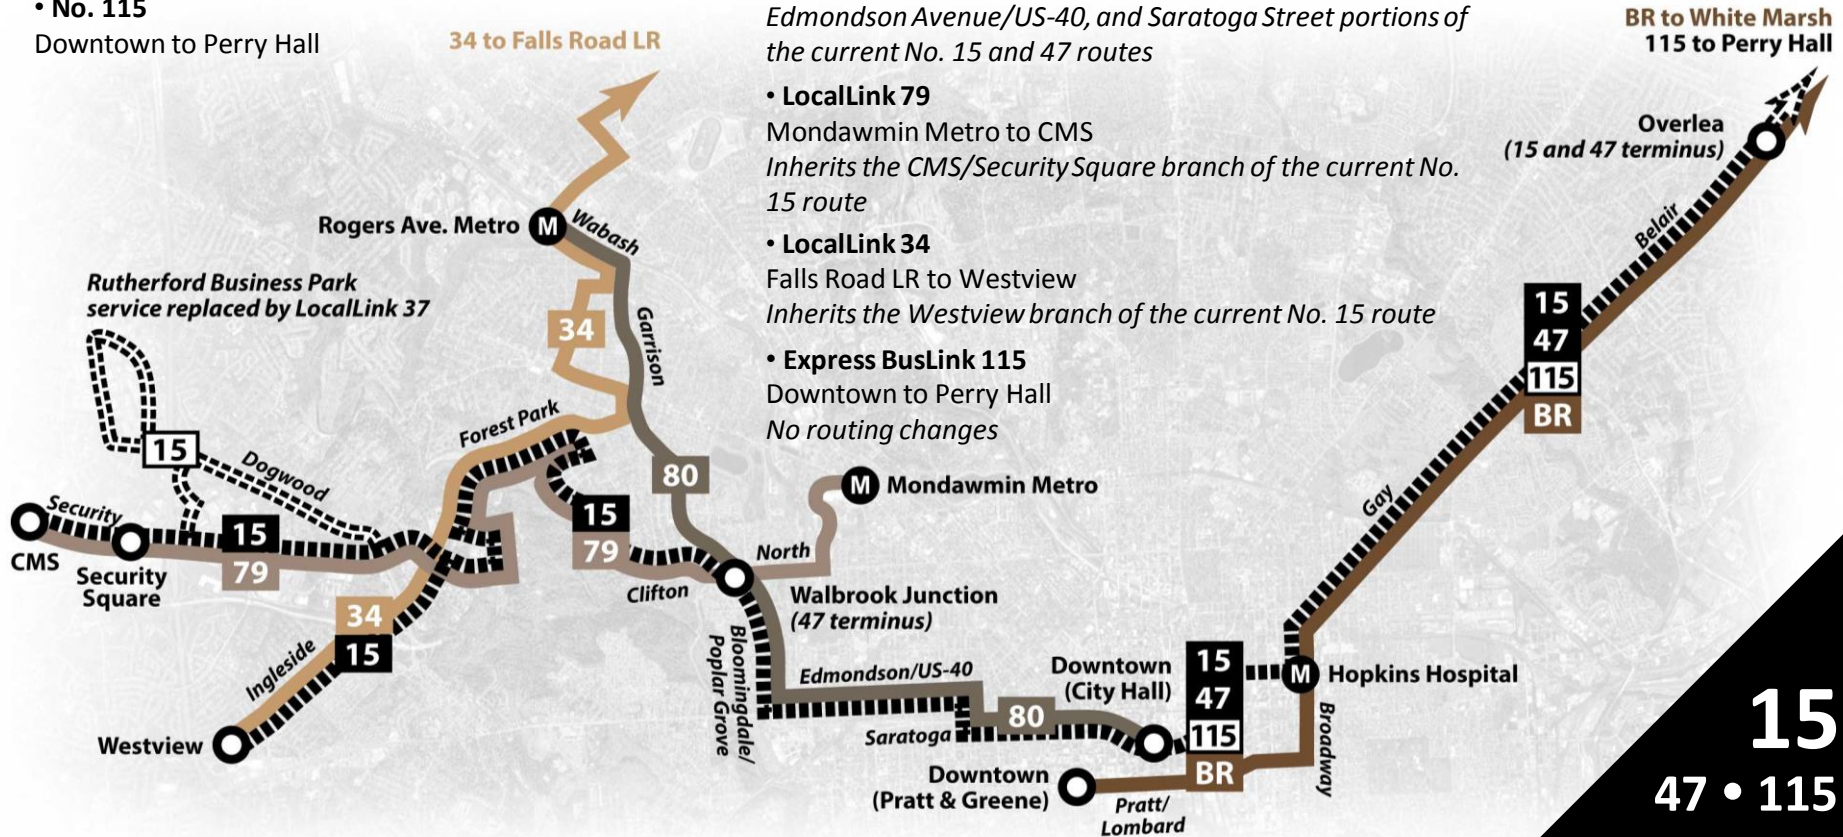 • No. 115
Downtown to Perry Hall
34 to Falls Road LR
Edmondson Avenue/US-40, and Saratoga Street portions of
the current No. 15 and 47 routes
• LocalLink 79
Mondawmin Metro to CMS
Inherits the CMS/Security Square branch of the current No.
15 route
• LocalLink 34
Falls Road LR to Westview
Inherits the Westview branch of the current No. 15 route
• Express BusLink 115
Downtown to Perry Hall
No routing changes
BR to White Marsh
115 to Perry Hall
Overlea
(15 and 47 terminus)
Belair
Rogers Ave. Metro
M
Wabash
Rutherford Business Park
service replaced by LocalLink 37
34
Garrison
15
47
115
BR
Forest Park
15
Dogwood
80
M
Mondawmin Metro
Gay
Security
CMS
Security
Square
15
79
15
79
North
Clifton
Walbrook Junction
(47 terminus)
34
15
Ingleside
Westview
Bloomingdale/
Poplar Grove
Edmondson/US-40
Saratoga
80
Downtown
(City Hall)
15
47
115
BR
M
Hopkins Hospital
Broadway
Downtown
(Pratt & Greene)
Pratt/
Lombard
15
47 • 115